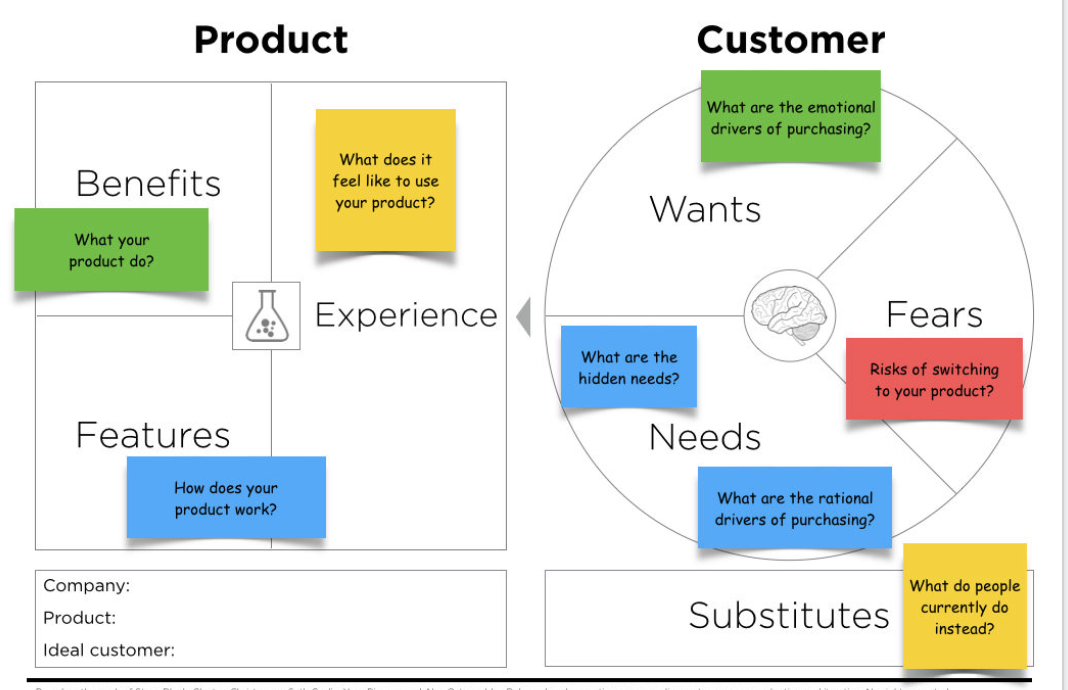 Product
Customer
Benefits
What your
product do?
What does it
feel like to use
your product?
Experience
Features
How does your
product work?
Company:
Product:
Ideal customer:
What are the emotional
drivers of purchasing?
Wants
Fears
Risks of switching
to your product?
What are the
hidden needs?
Needs
What are the rational
drivers of purchasing?
Substitutes
What do people
currently do
instead?